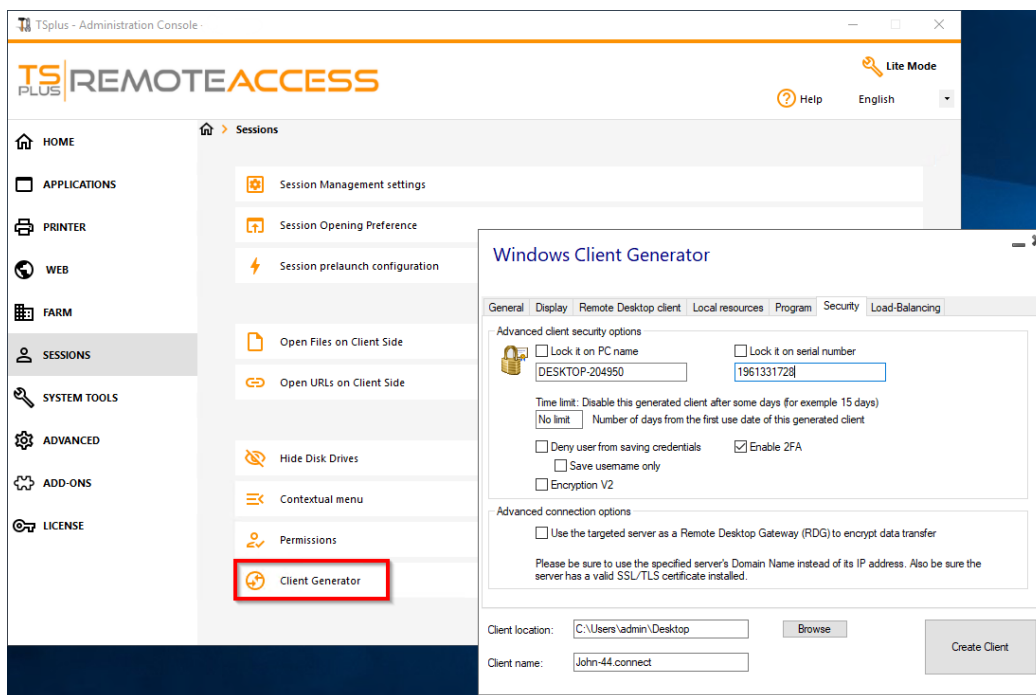 TSplus - Administration Console
TS PLUS REMOTEACCESS
Lite Mode
Help
English
HOME
APPLICATIONS
PRINTER
WEB
FARM
SESSIONS
SYSTEM TOOLS
ADVANCED
ADD-ONS
LICENSE
Sessions
Session Management settings
Session Opening Preference
Session prelaunch configuration
Open Files on Client Side
Open URLs on Client Side
Hide Disk Drives
Contextual menu
Permissions
Client Generator
Windows Client Generator
General Display Remote Desktop client Local resources Program Security Load-Balancing
Advanced client security options
Lock it on PC name
Lock it on serial number
DESKTOP-204950
1961331728
Time limit: Disable this generated client after some days (for exemple 15 days)
No limit Number of days from the first use date of this generated client
Deny user from saving credentials
Enable 2FA
Save username only
Encryption V2
Advanced connection options
Use the targeted server as a Remote Desktop Gateway (RDG) to encrypt data transfer
Please be sure to use the specified server's Domain Name instead of its IP address. Also be sure the
server has a valid SSL/TLS certificate installed.
Client location: C:\Users\admin\Desktop Browse
Client name: John-44.connect
Create Client